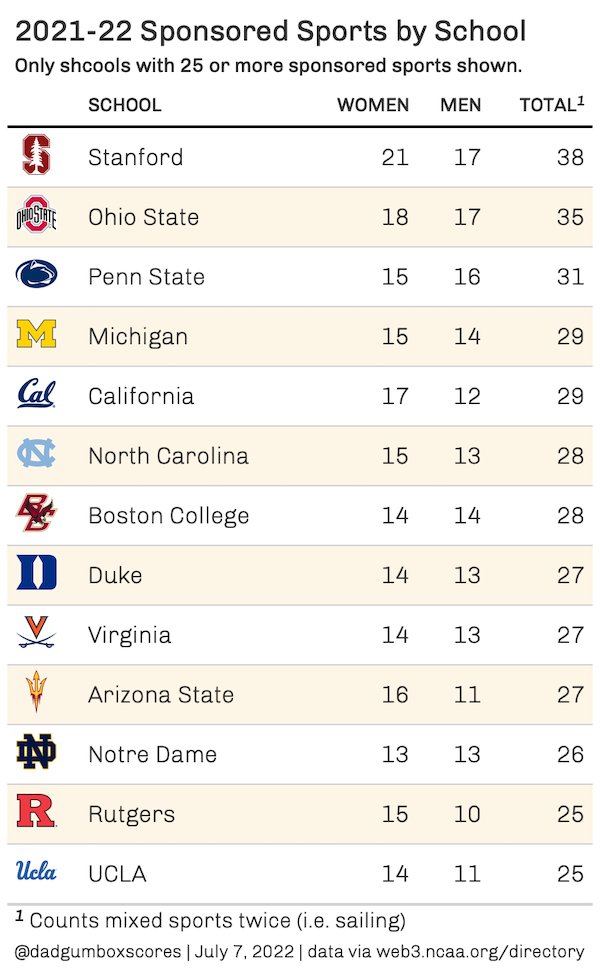 2021-22 Sponsored Sports by School
Only shcools with 25 or more sponsored sports shown.
SCHOOL WOMEN MEN TOTAL¹
S Stanford 21 17 38
OHIO STATE Ohio State 18 17 35
Penn State 15 16 31
M Michigan 15 14 29
Cal California 17 12 29
NC North Carolina 15 13 28
BC Boston College 14 14 28
D Duke 14 13 27
V Virginia 14 13 27
Arizona State 16 11 27
ND Notre Dame 13 13 26
R Rutgers 15 10 25
Ucla UCLA 14 11 25
¹ Counts mixed sports twice (i.e. sailing)
@dadgumboxscores | July 7, 2022 | data via web3.ncaa.org/directory